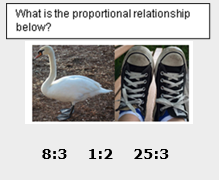 What is the proportional relationship
below?
8:3 1:2 25:3